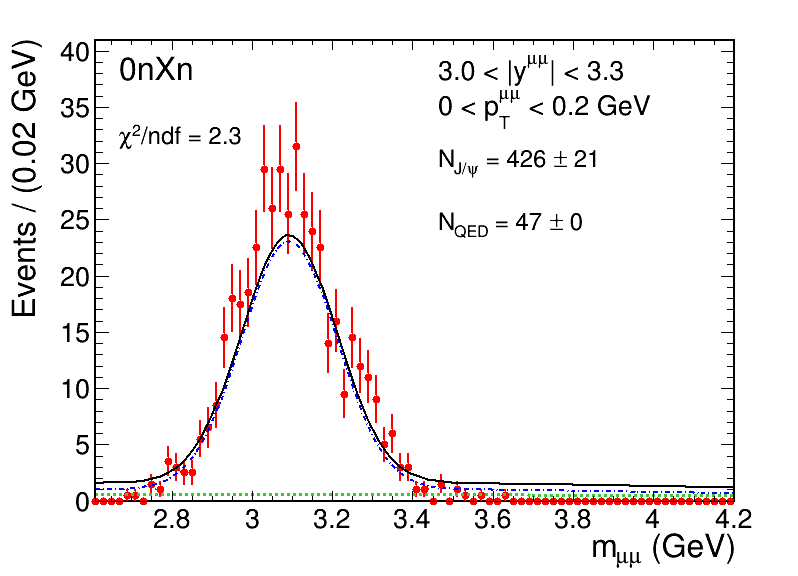 0nXn
3.0 < |y^μμ| < 3.3
0 < p_T^μμ < 0.2 GeV
χ²/ndf = 2.3
N_J/ψ = 426 ± 21
N_QED = 47 ± 0
Events / (0.02 GeV)
40
35
30
25
20
15
10
5
0
2.8 3 3.2 3.4 3.6 3.8 4 4.2
m_μμ (GeV)